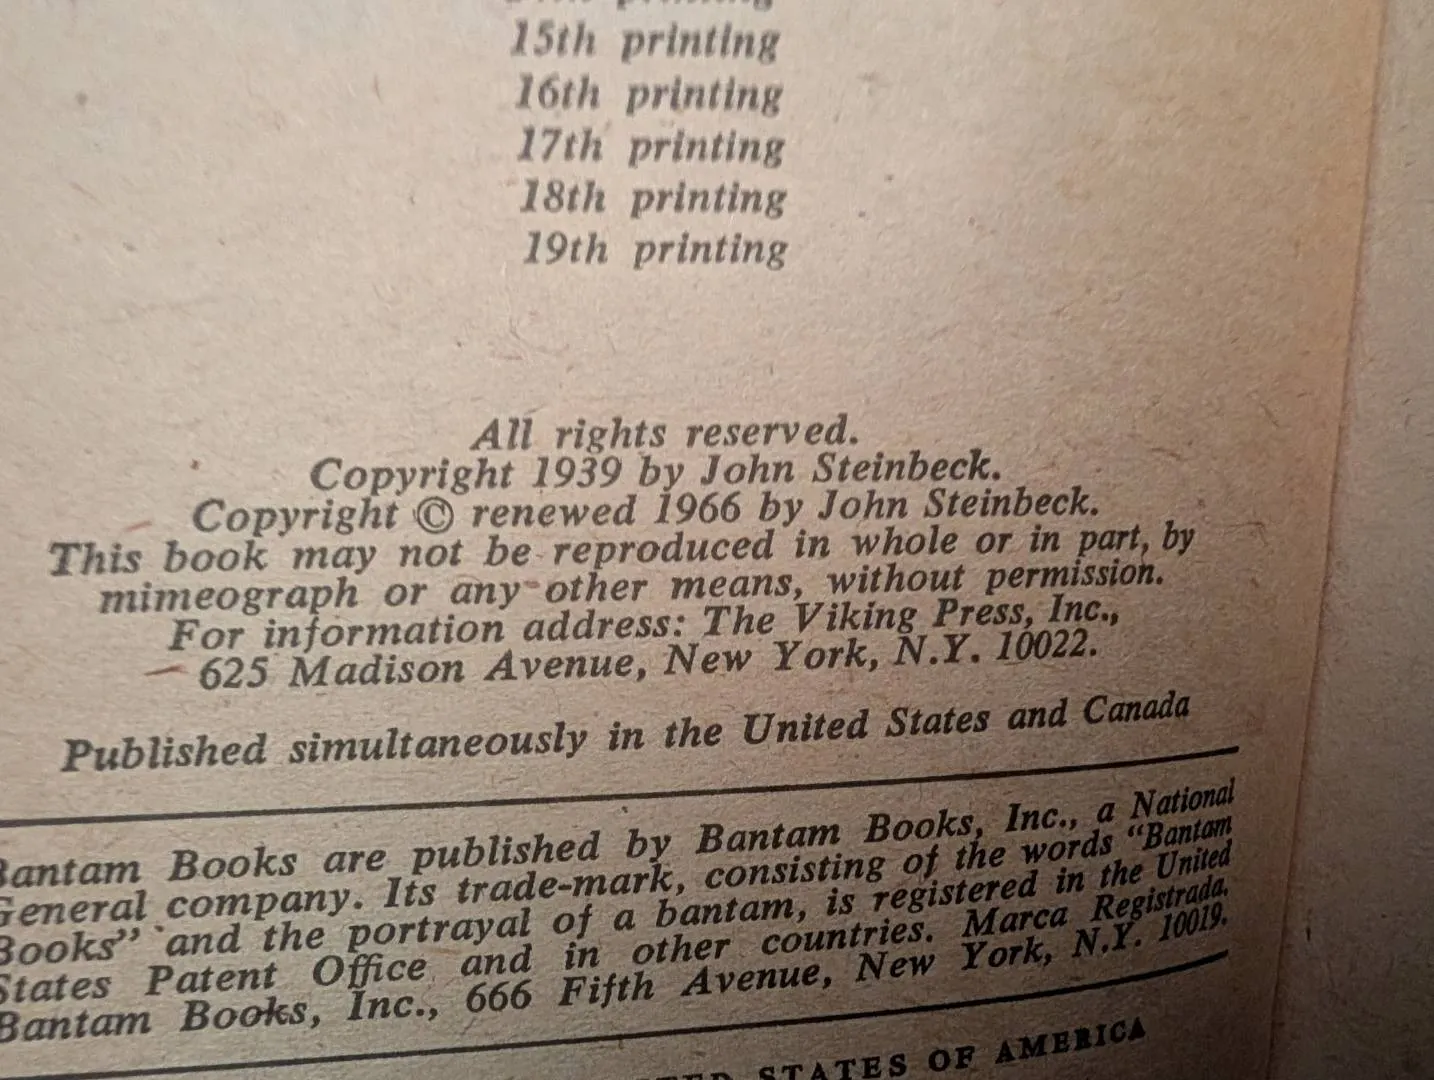 printing
15th printing
16th printing
17th printing
18th printing
19th printing
All rights reserved.
Copyright 1939 by John Steinbeck.
Copyright © renewed 1966 by John Steinbeck.
This book may not be reproduced in whole or in part, by
mimeograph or any other means, without permission.
For information address: The Viking Press, Inc.,
625 Madison Avenue, New York, N.Y. 10022.
Published simultaneously in the United States and Canada
Bantam Books are published by Bantam Books, Inc., a National
General company. Its trade-mark, consisting of the words "Bantam
Books" and the portrayal of a bantam, is registered in the United
States Patent Office and in other countries. Marca Registrada.
Bantam Books, Inc., 666 Fifth Avenue, New York, N.Y. 10019.
STATES OF AMERICA